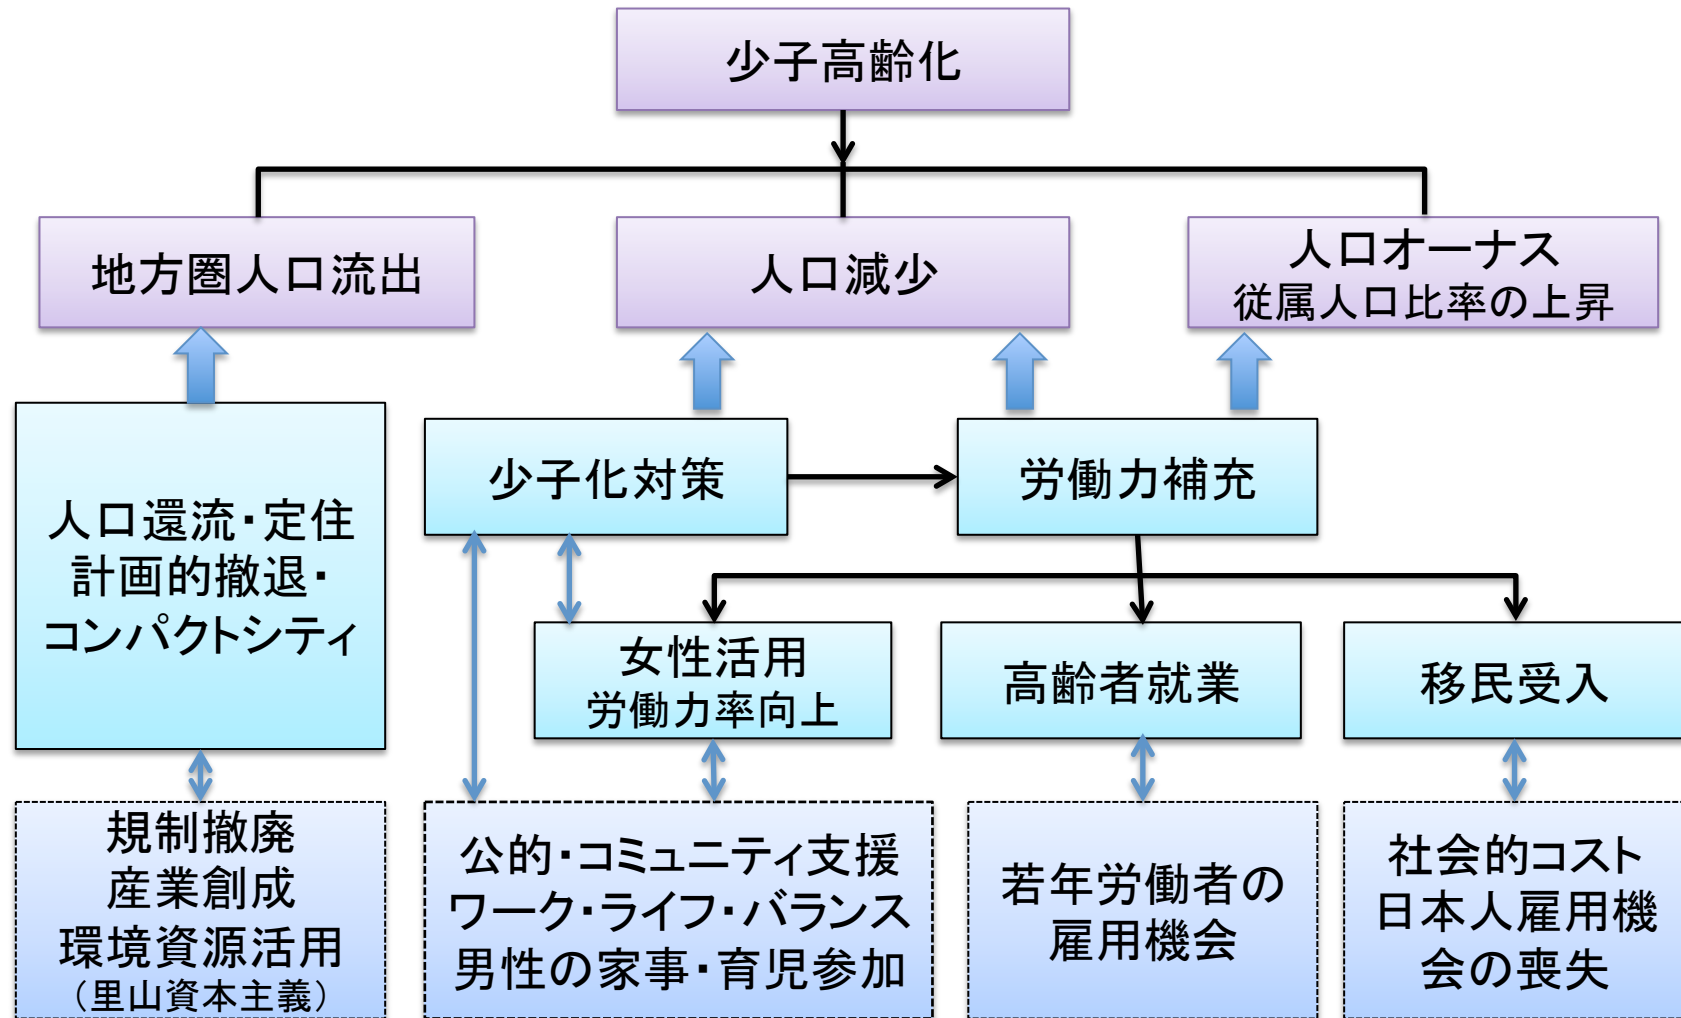 少子高齢化
地方圏人口流出
人口減少
人口オーナス
従属人口比率の上昇
人口還流・定住
計画的撤退・
コンパクトシティ
少子化対策
労働力補充
女性活用
労働力率向上
高齢者就業
移民受入
規制撤廃
産業創成
環境資源活用
（里山資本主義）
公的・コミュニティ支援
ワーク・ライフ・バランス
男性の家事・育児参加
若年労働者の
雇用機会
社会的コスト
日本人雇用機
会の喪失